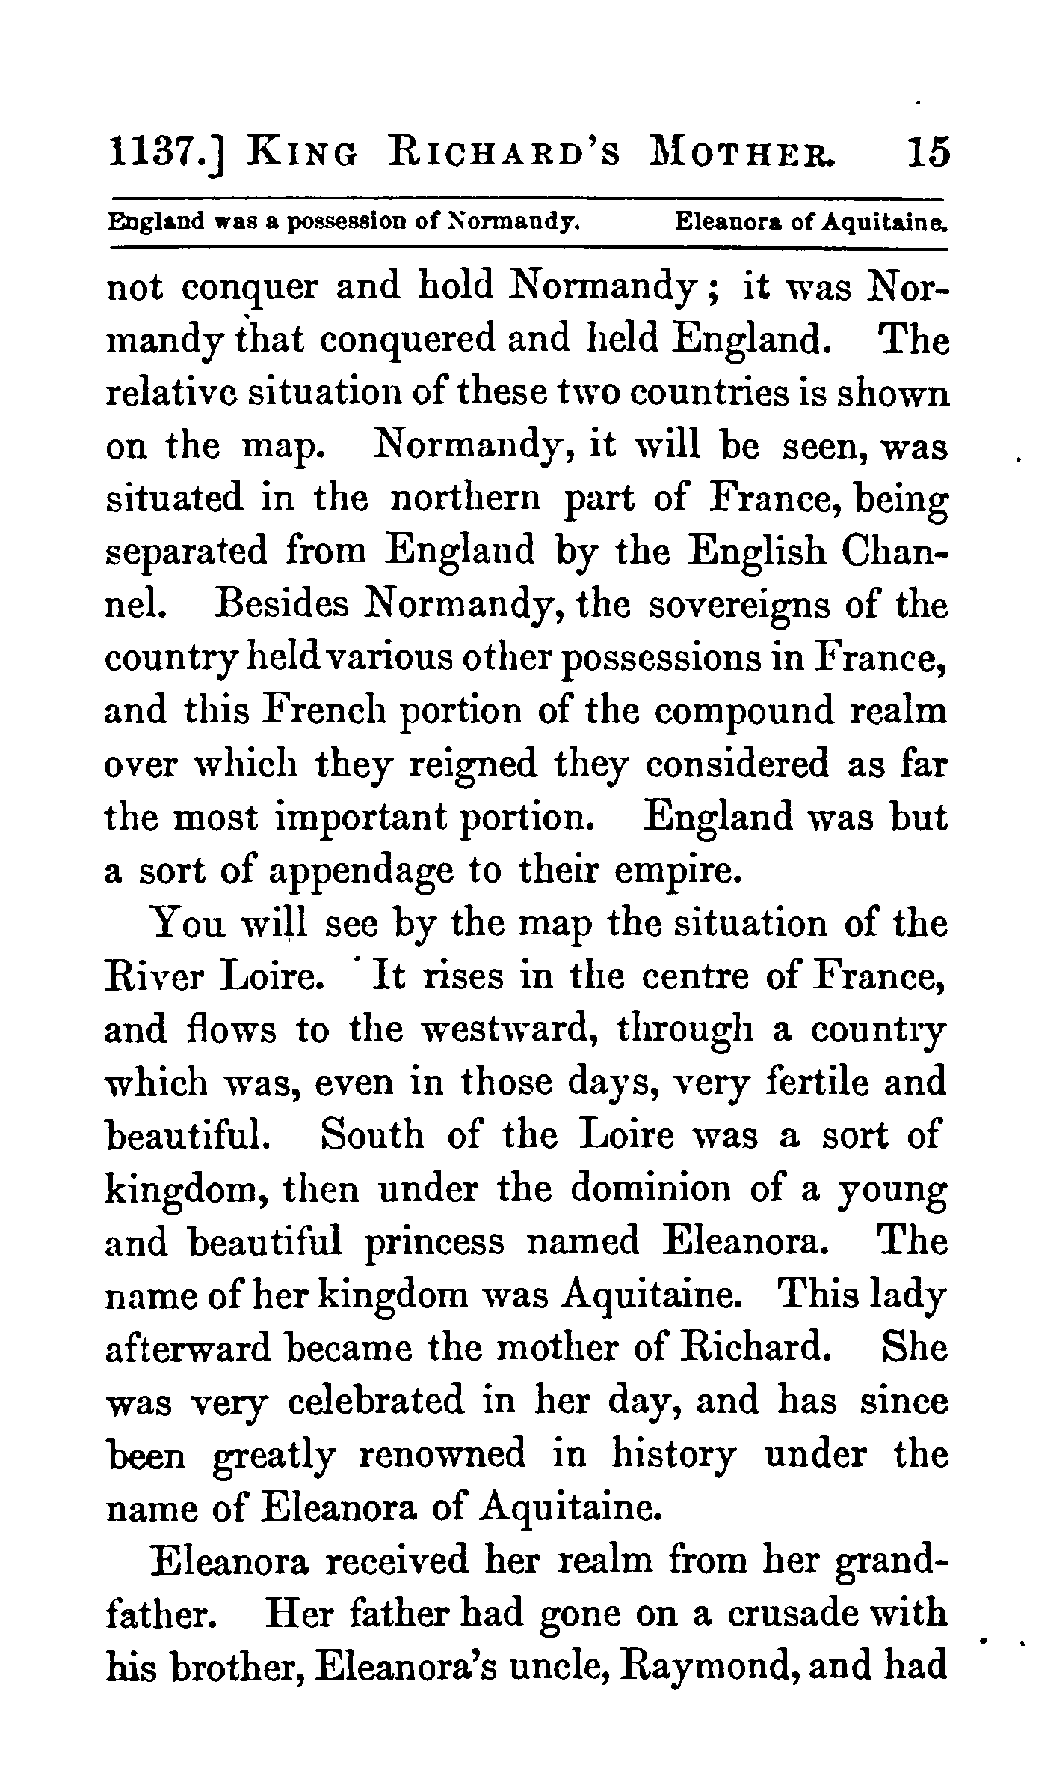 1137.] KING RICHARD'S MOTHER. 15
England was a possession of Normandy. Eleanora of Aquitaine.
not conquer and hold Normandy; it was Nor-
mandy that conquered and held England. The
relative situation of these two countries is shown
on the map. Normandy, it will be seen, was
situated in the northern part of France, being
separated from England by the English Chan-
nel. Besides Normandy, the sovereigns of the
country held various other possessions in France,
and this French portion of the compound realm
over which they reigned they considered as far
the most important portion. England was but
a sort of appendage to their empire.
You will see by the map the situation of the
River Loire. It rises in the centre of France,
and flows to the westward, through a country
which was, even in those days, very fertile and
beautiful. South of the Loire was a sort of
kingdom, then under the dominion of a young
and beautiful princess named Eleanora. The
name of her kingdom was Aquitaine. This lady
afterward became the mother of Richard. She
was very celebrated in her day, and has since
been greatly renowned in history under the
name of Eleanora of Aquitaine.
Eleanora received her realm from her grand-
father. Her father had gone on a crusade with
his brother, Eleanora's uncle, Raymond, and had